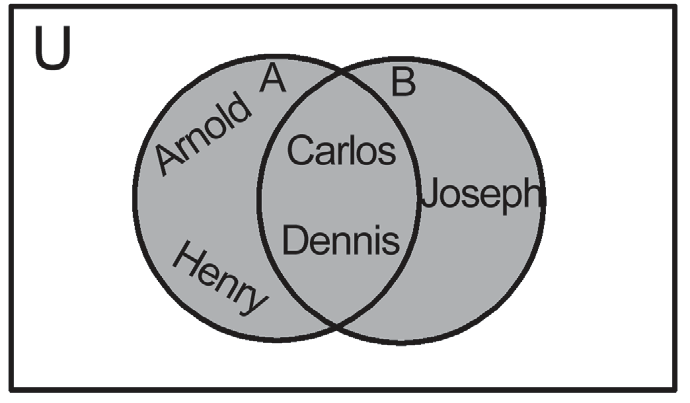 U
A
B
Arnold
Carlos
Joseph
Dennis
Henry